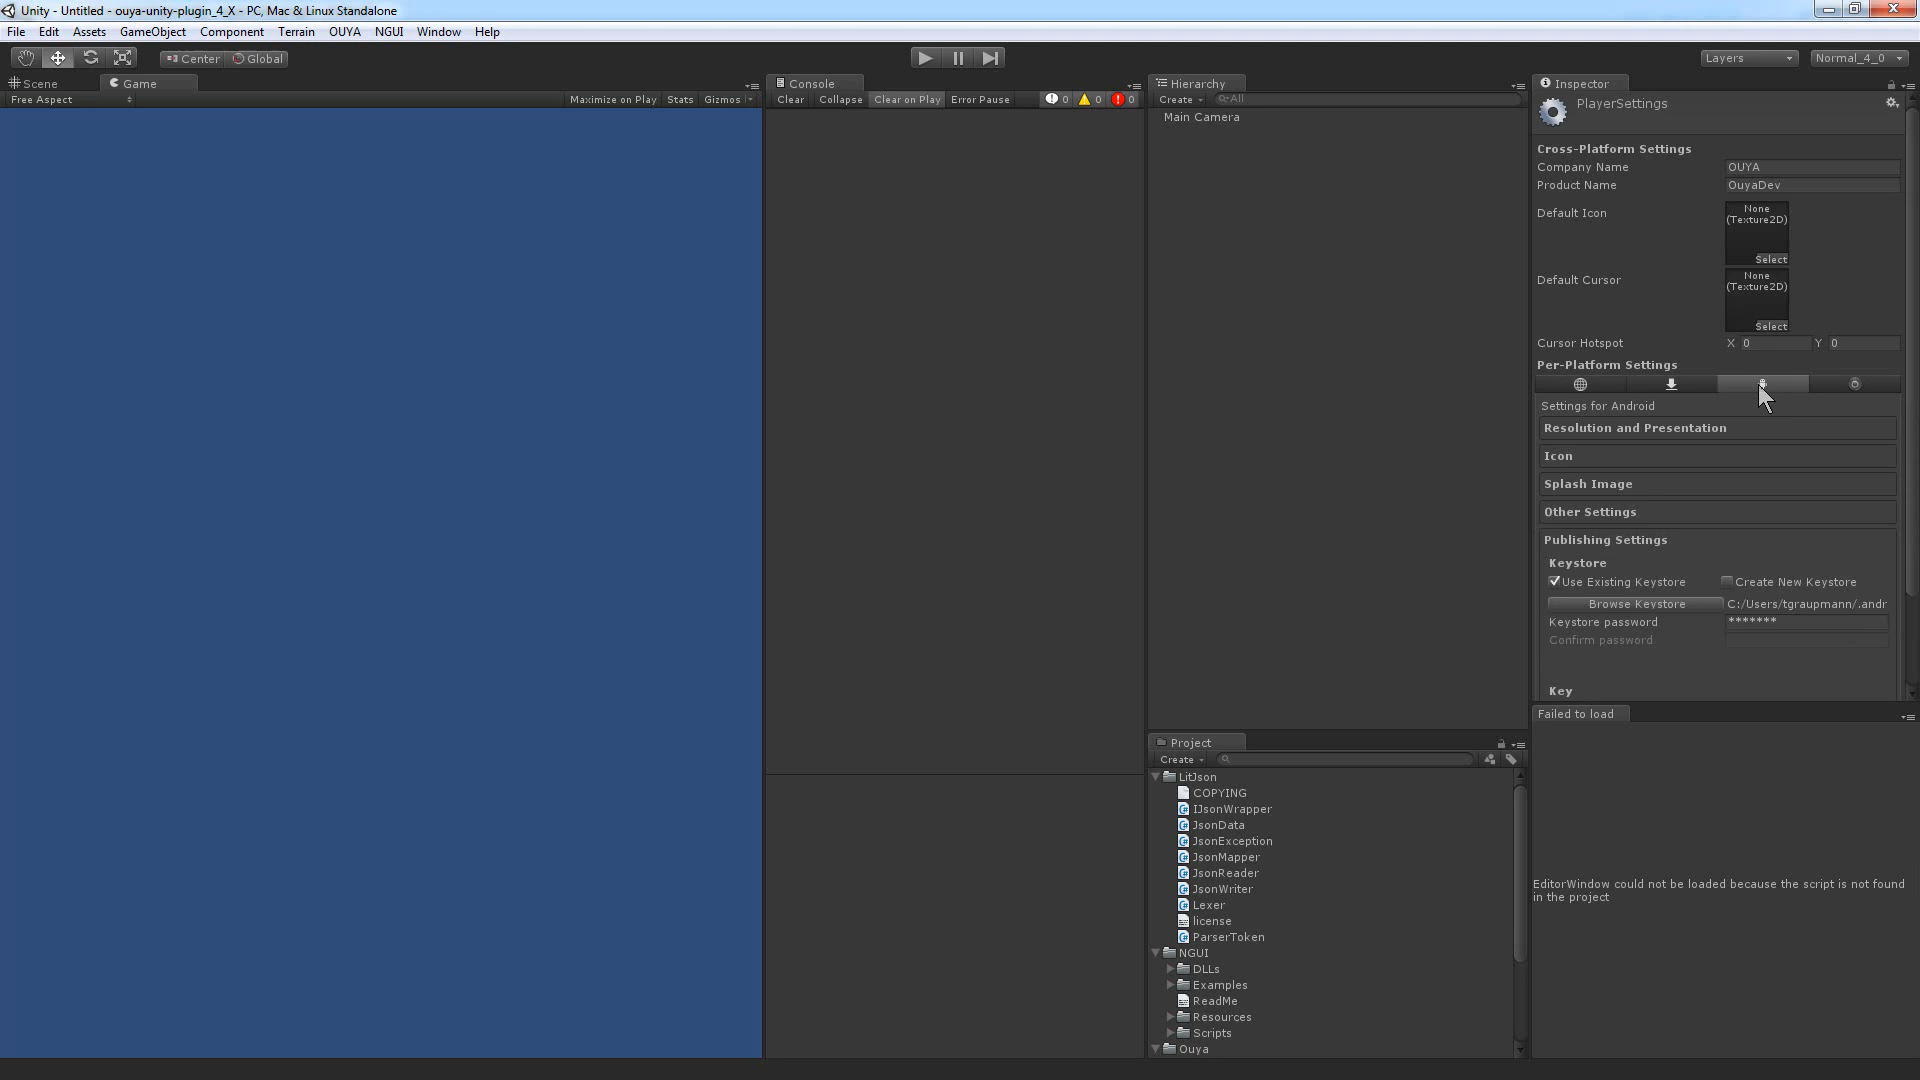 Unity - Untitled - ouya-unity-plugin_4_X - PC, Mac & Linux Standalone
File Edit Assets GameObject Component Terrain OUYA NGUI Window Help
Center Global
Layers Normal_4_0
Scene Game
Free Aspect Maximize on Play Stats Gizmos
Console
Clear Collapse Clear on Play Error Pause 0 0 0
Hierarchy
Create All
Main Camera
Inspector
PlayerSettings
Cross-Platform Settings
Company Name OUYA
Product Name OuyaDev
Default Icon
None
(Texture2D)
Select
Default Cursor
None
(Texture2D)
Select
Cursor Hotspot X 0 Y 0
Per-Platform Settings
Settings for Android
Resolution and Presentation
Icon
Splash Image
Other Settings
Publishing Settings
Keystore
Use Existing Keystore Create New Keystore
Browse Keystore C:/Users/tgraupmann/.andr
Keystore password *******
Confirm password
Key
Failed to load
EditorWindow could not be loaded because the script is not found
in the project
Project
Create
LitJson
COPYING
IJsonWrapper
JsonData
JsonException
JsonMapper
JsonReader
JsonWriter
Lexer
license
ParserToken
NGUI
DLLs
Examples
ReadMe
Resources
Scripts
Ouya